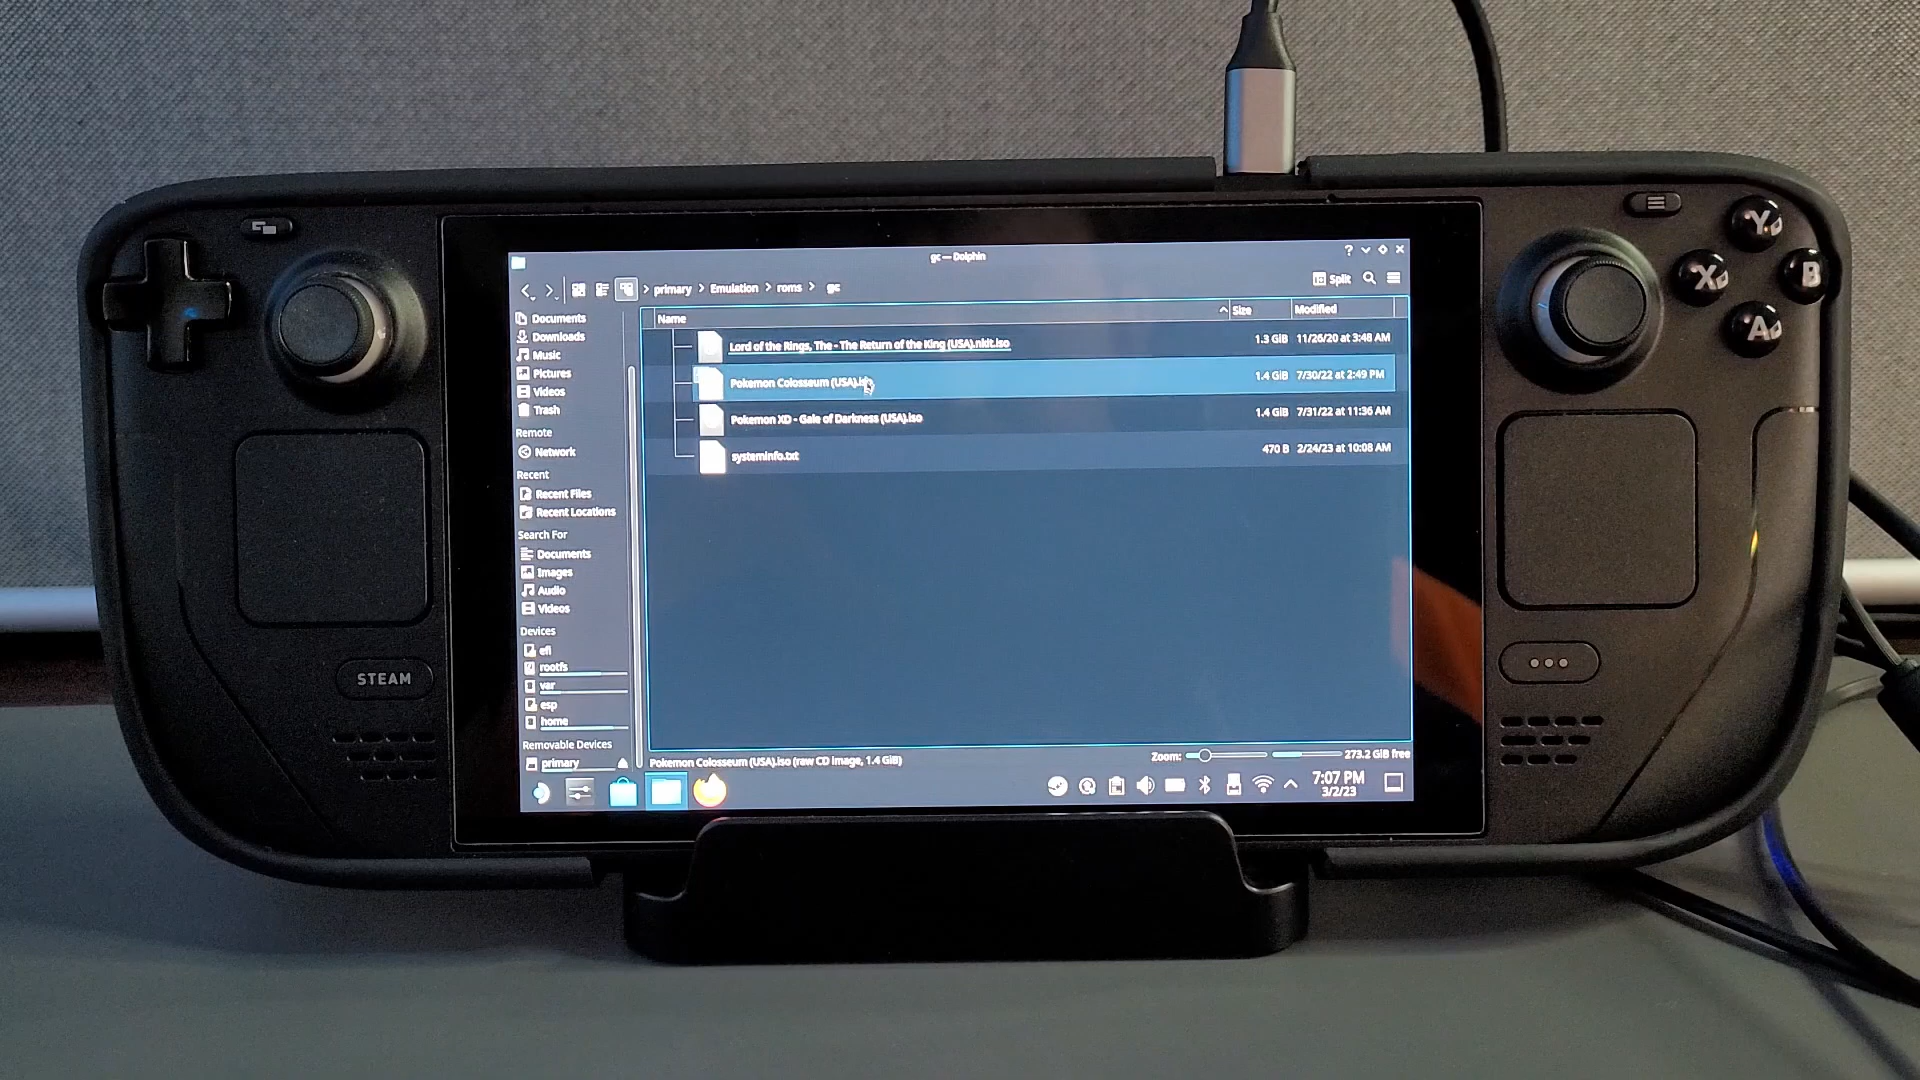 gc — Dolphin
primary > Emulation > roms > gc
Split
Name Size Modified
Lord of the Rings, The - The Return of the King (USA).nkit.iso 1.3 GiB 11/26/20 at 3:48 AM
Pokemon Colosseum (USA).iso 1.4 GiB 7/30/22 at 2:49 PM
Pokemon XD - Gale of Darkness (USA).iso 1.4 GiB 7/31/22 at 11:36 AM
systeminfo.txt 470 B 2/24/23 at 10:08 AM
Documents
Downloads
Music
Pictures
Videos
Trash
Remote
Network
Recent
Recent Files
Recent Locations
Search For
Documents
Images
Audio
Videos
Devices
efi
rootfs
var
esp
home
Removable Devices
primary
Pokemon Colosseum (USA).iso (raw CD image, 1.4 GiB)
Zoom: 273.2 GiB free
7:07 PM
3/2/23
STEAM
Y
X
B
A